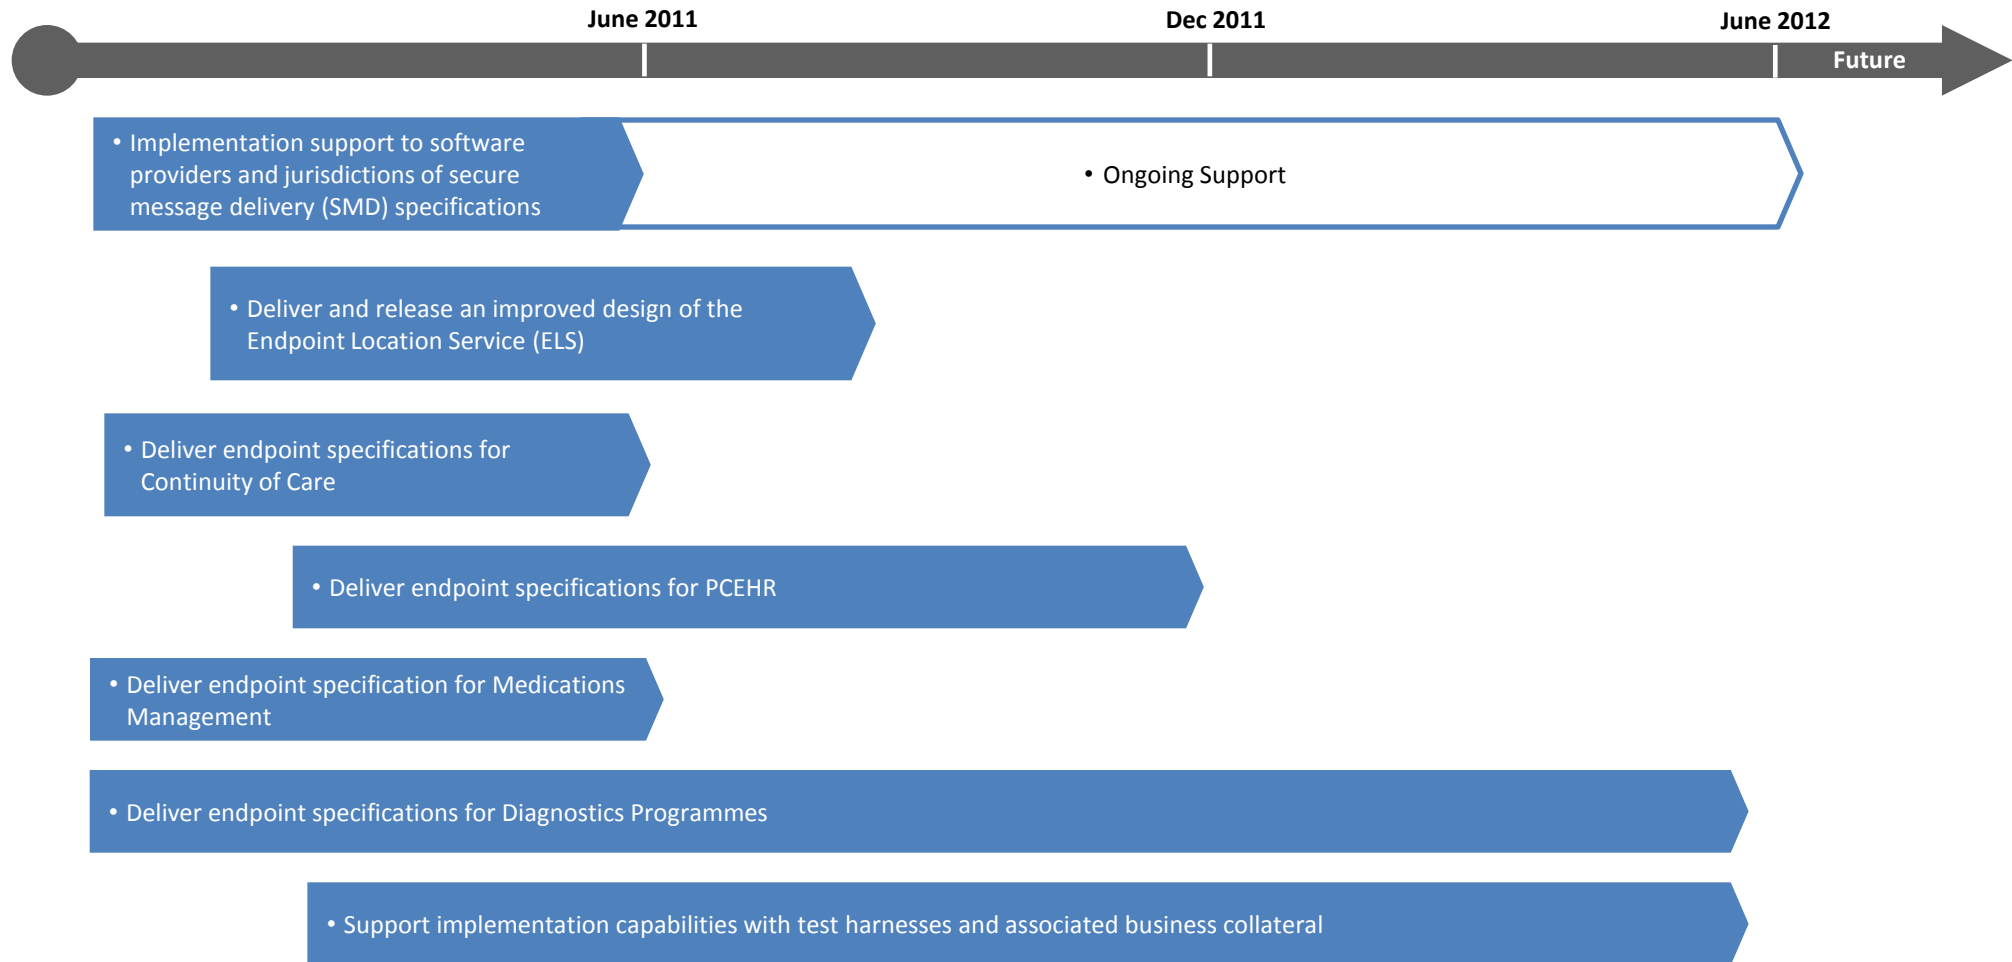 June 2011
Dec 2011
June 2012
Future
• Implementation support to software
providers and jurisdictions of secure
message delivery (SMD) specifications
• Ongoing Support
• Deliver and release an improved design of the
Endpoint Location Service (ELS)
• Deliver endpoint specifications for
Continuity of Care
• Deliver endpoint specifications for PCEHR
• Deliver endpoint specification for Medications
Management
• Deliver endpoint specifications for Diagnostics Programmes
• Support implementation capabilities with test harnesses and associated business collateral